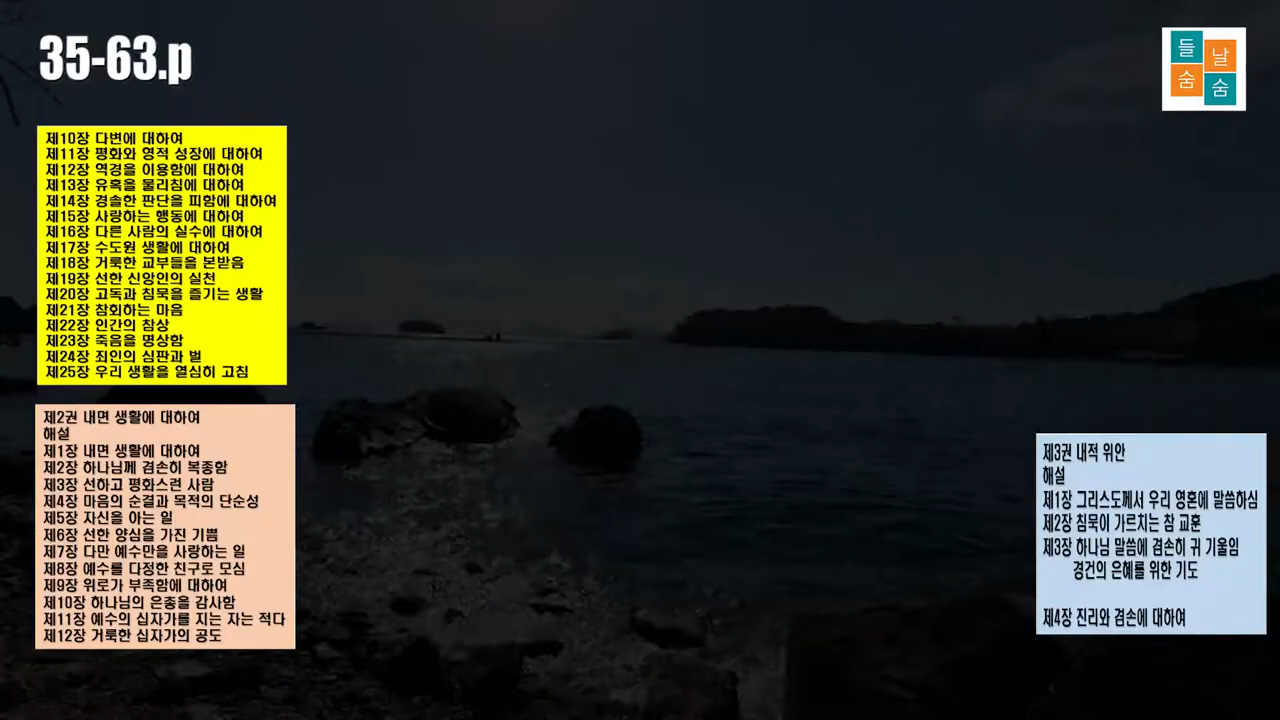 35-63.p
들
날
숨
숨
제10장 다변에 대하여
제11장 평화와 영적 성장에 대하여
제12장 역경을 이용함에 대하여
제13장 유혹을 물리침에 대하여
제14장 경솔한 판단을 피함에 대하여
제15장 사랑하는 행동에 대하여
제16장 다른 사람의 실수에 대하여
제17장 수도원 생활에 대하여
제18장 거룩한 교부들을 본받음
제19장 선한 신앙인의 실천
제20장 고독과 침묵을 즐기는 생활
제21장 참회하는 마음
제22장 인간의 참상
제23장 죽음을 명상함
제24장 죄인의 심판과 벌
제25장 우리 생활을 열심히 고침
제2권 내면 생활에 대하여
해설
제1장 내면 생활에 대하여
제2장 하나님께 겸손히 복종함
제3장 선하고 평화스런 사람
제4장 마음의 순결과 목적의 단순성
제5장 자신을 아는 일
제6장 선한 양심을 가진 기쁨
제7장 다만 예수만을 사랑하는 일
제8장 예수를 다정한 친구로 모심
제9장 위로가 부족함에 대하여
제10장 하나님의 은총을 감사함
제11장 예수의 십자가를 지는 자는 적다
제12장 거룩한 십자가의 공도
제3권 내적 위안
해설
제1장 그리스도께서 우리 영혼에 말씀하심
제2장 침묵이 가르치는 참 교훈
제3장 하나님 말씀에 겸손히 귀 기울임
경건의 은혜를 위한 기도
제4장 진리와 겸손에 대하여